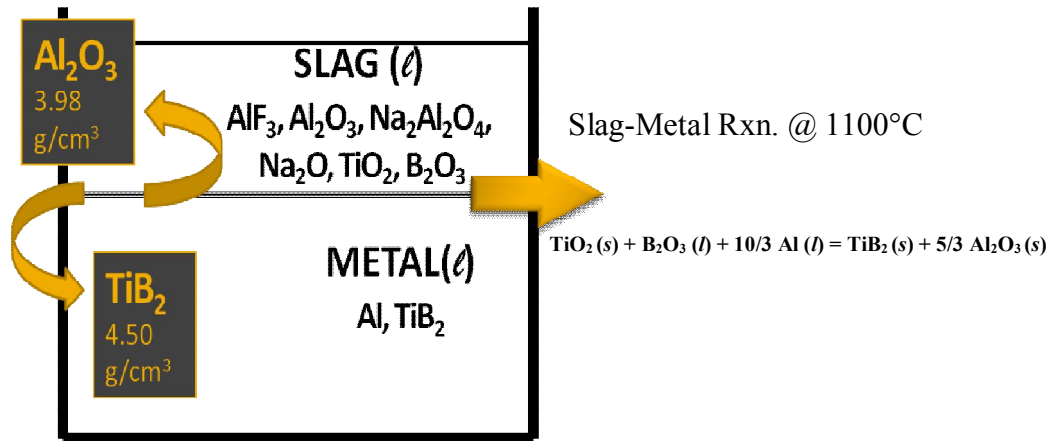 Al₂O₃
3.98
g/cm³
SLAG (ℓ)
AlF₃, Al₂O₃, Na₂Al₂O₄,
Na₂O, TiO₂, B₂O₃
Slag-Metal Rxn. @ 1100°C
TiO₂ (s) + B₂O₃ (l) + 10/3 Al (l) = TiB₂ (s) + 5/3 Al₂O₃ (s)
METAL(ℓ)
Al, TiB₂
TiB₂
4.50
g/cm³